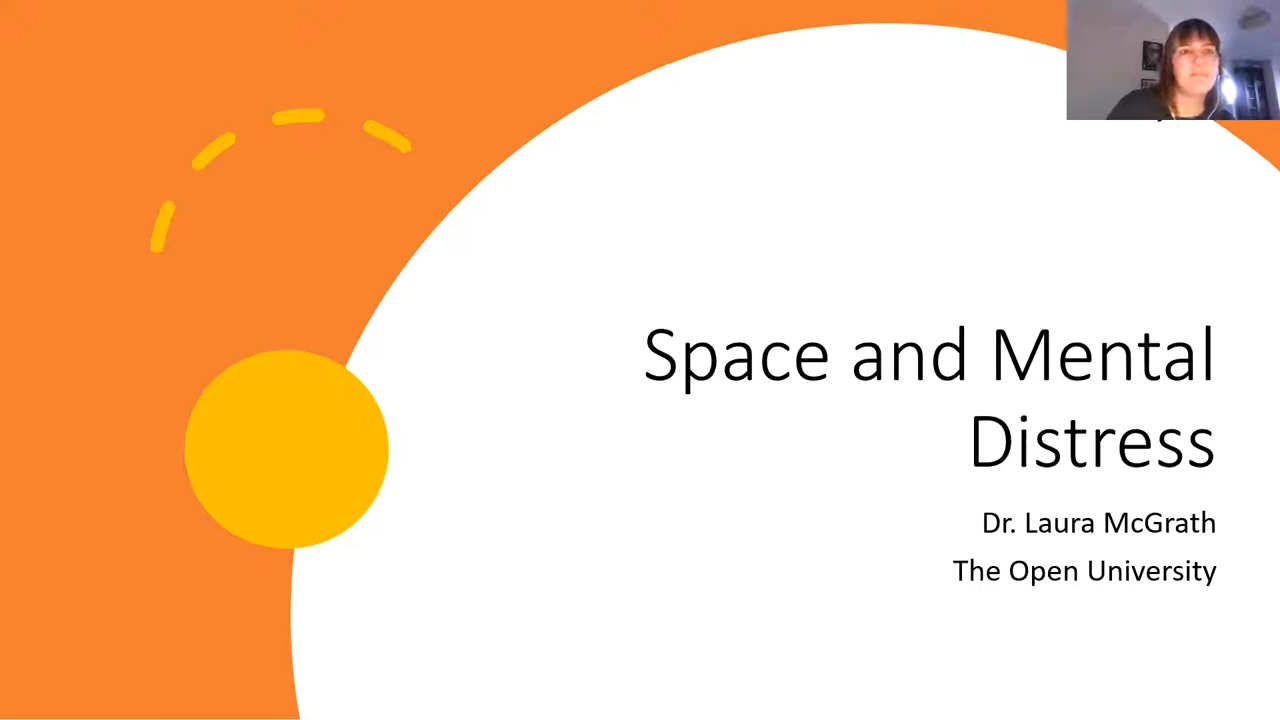 Space and Mental
Distress
Dr. Laura McGrath
The Open University